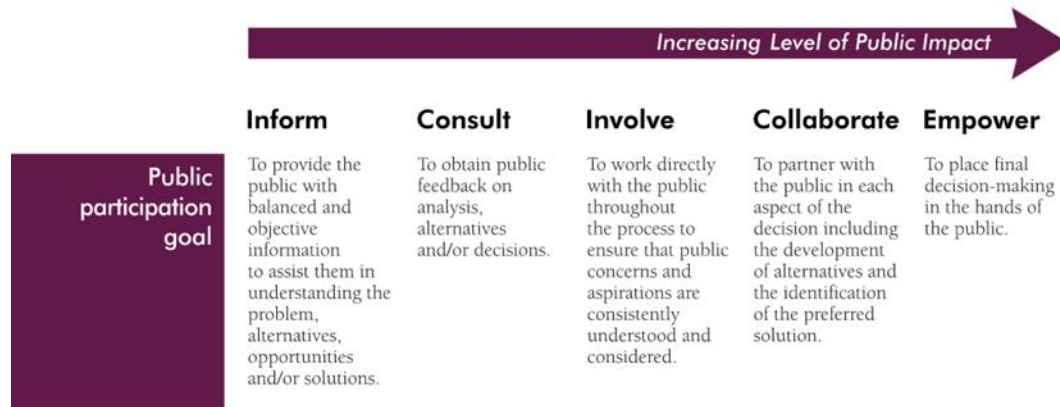 Increasing Level of Public Impact
Inform
Consult
Involve
Collaborate
Empower
Public
participation
goal
To provide the
public with
balanced and
objective
information
to assist them in
understanding the
problem,
alternatives,
opportunities
and/or solutions.
To obtain public
feedback on
analysis,
alternatives
and/or decisions.
To work directly
with the public
throughout
the process to
ensure that public
concerns and
aspirations are
consistently
understood and
considered.
To partner with
the public in each
aspect of the
decision including
the development
of alternatives and
the identification
of the preferred
solution.
To place final
decision-making
in the hands of
the public.